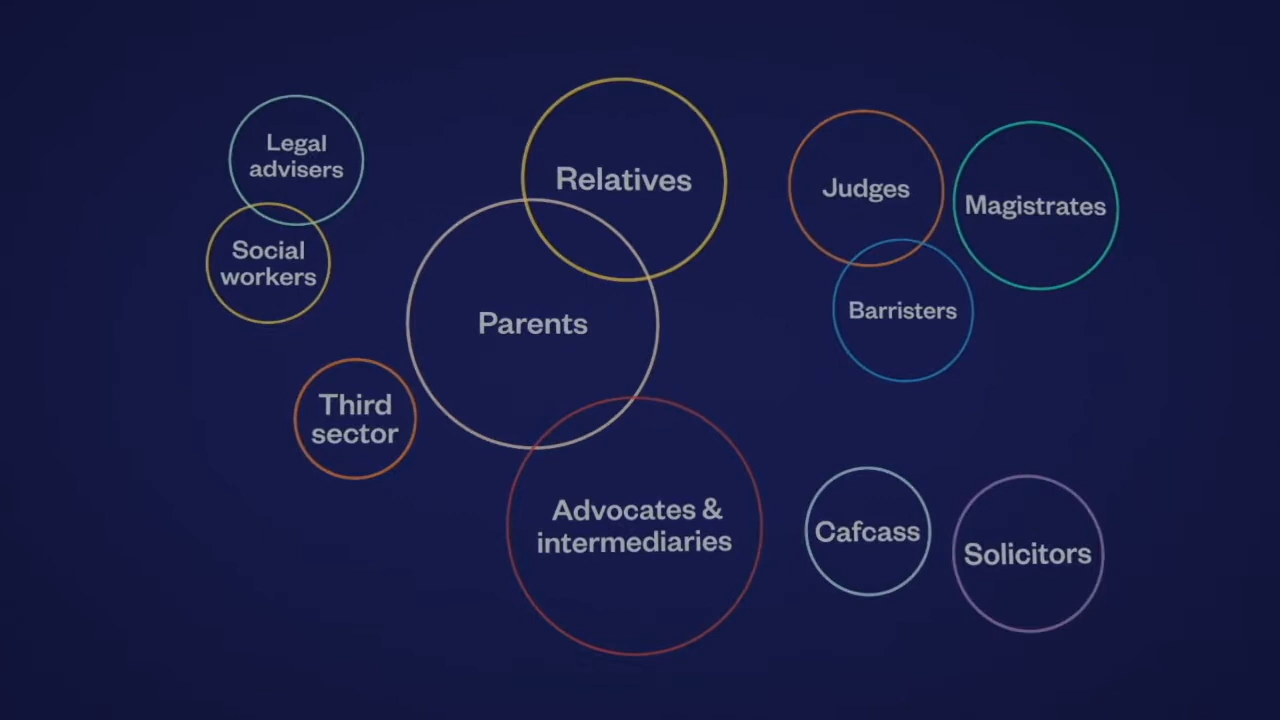 Legal
advisers
Relatives
Judges
Magistrates
Social
workers
Parents
Barristers
Third
sector
Advocates &
intermediaries
Cafcass
Solicitors